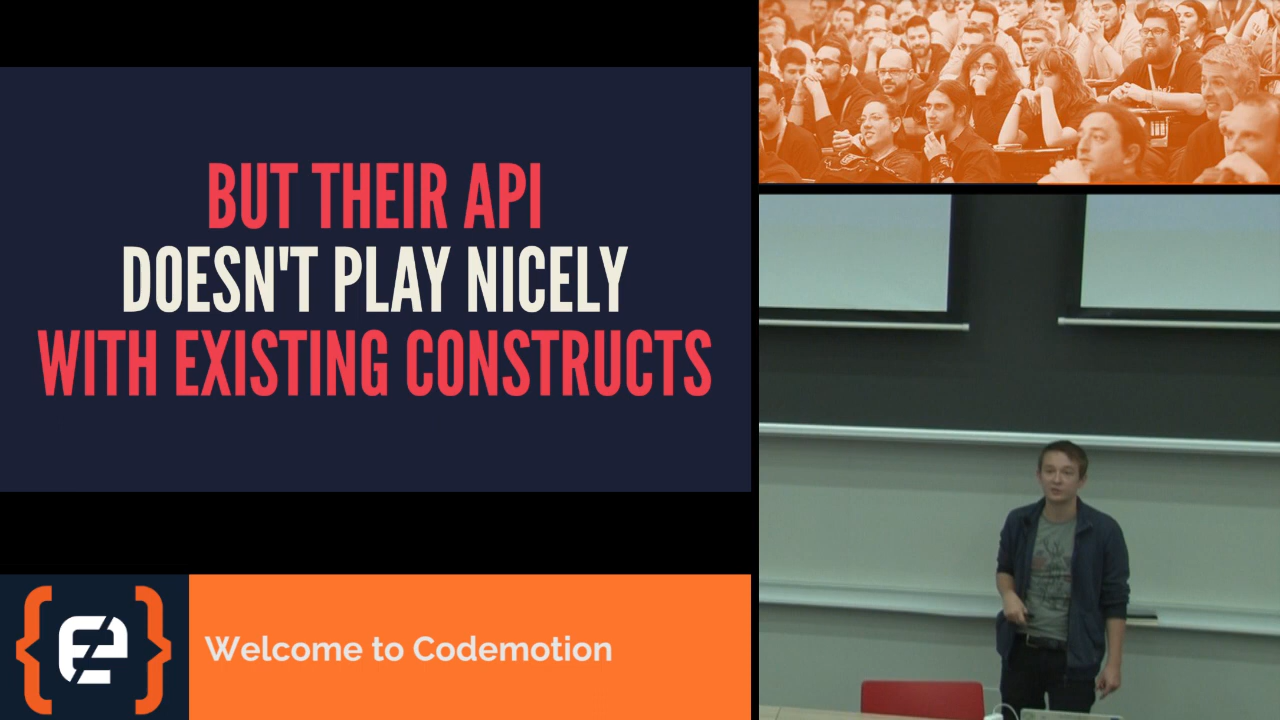 BUT THEIR API
DOESN'T PLAY NICELY
WITH EXISTING CONSTRUCTS
Welcome to Codemotion